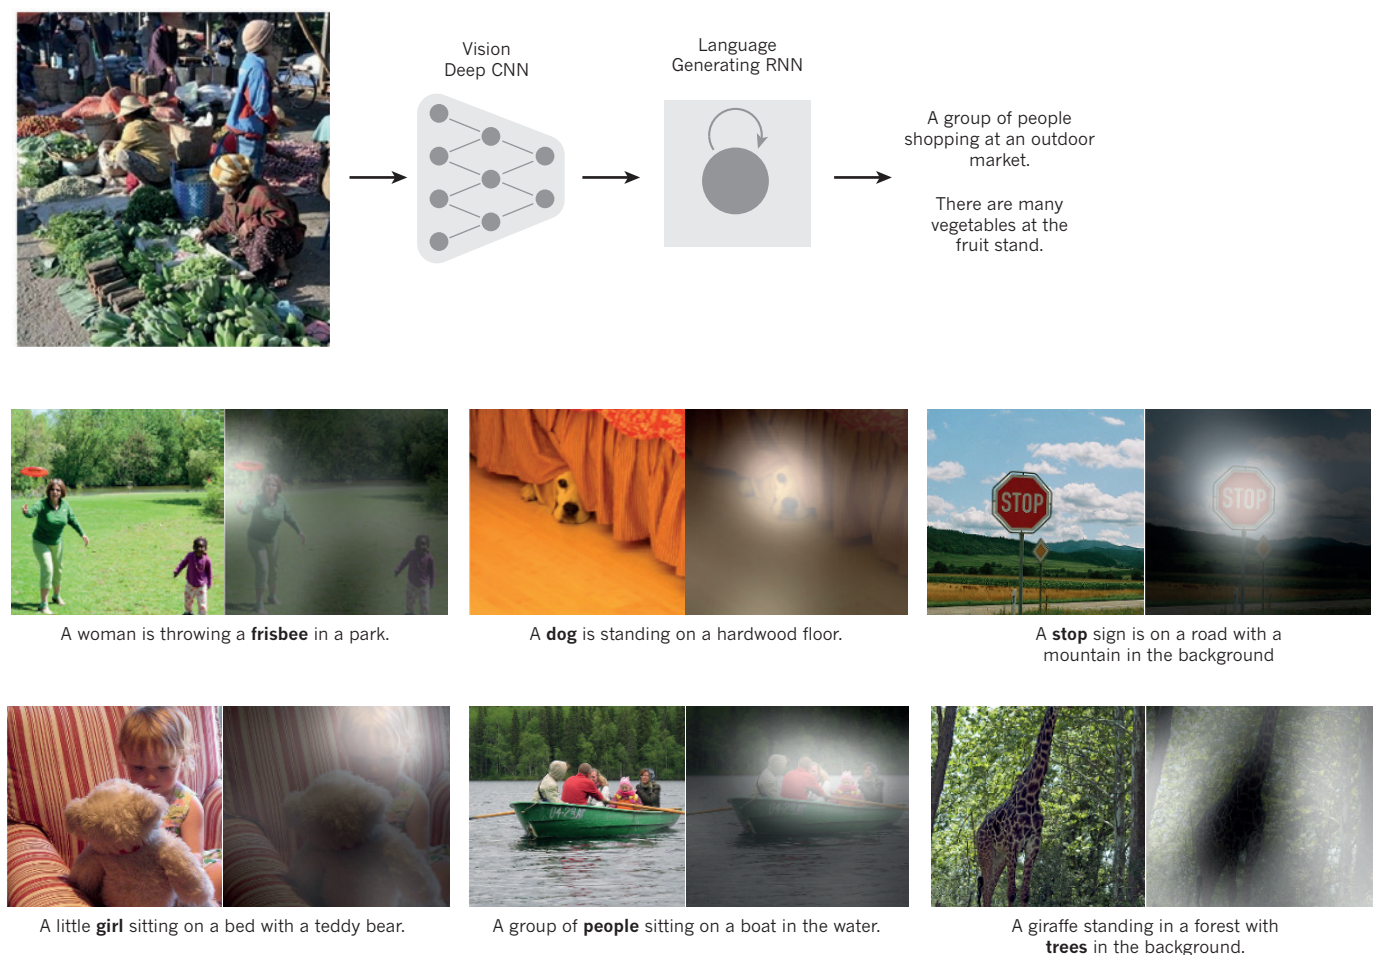 Vision
Deep CNN
Language
Generating RNN
A group of people
shopping at an outdoor
market.
There are many
vegetables at the
fruit stand.
STOP
STOP
A woman is throwing a frisbee in a park.
A dog is standing on a hardwood floor.
A stop sign is on a road with a
mountain in the background
A little girl sitting on a bed with a teddy bear.
A group of people sitting on a boat in the water.
A giraffe standing in a forest with
trees in the background.